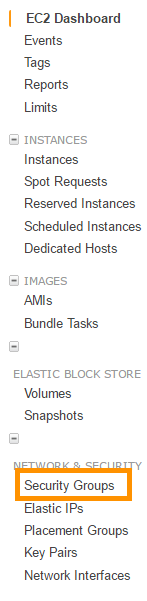 EC2 Dashboard
Events
Tags
Reports
Limits
INSTANCES
Instances
Spot Requests
Reserved Instances
Scheduled Instances
Dedicated Hosts
IMAGES
AMIs
Bundle Tasks
ELASTIC BLOCK STORE
Volumes
Snapshots
NETWORK & SECURITY
Security Groups
Elastic IPs
Placement Groups
Key Pairs
Network Interfaces